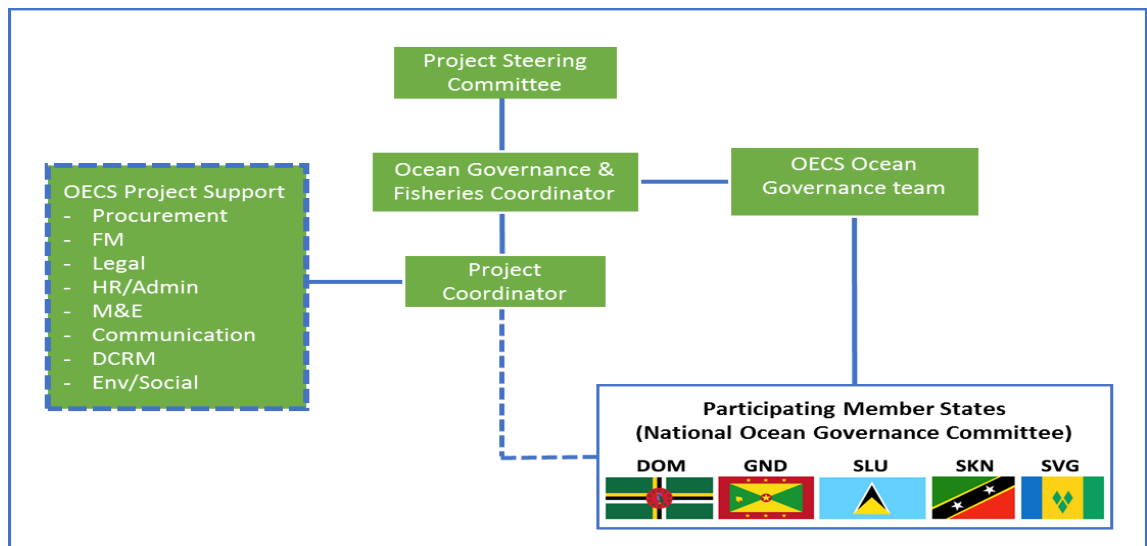 Project Steering
Committee
Ocean Governance &
Fisheries Coordinator
OECS Ocean
Governance team
OECS Project Support
- Procurement
- FM
- Legal
- HR/Admin
- M&E
- Communication
- DCRM
- Env/Social
Project
Coordinator
Participating Member States
(National Ocean Governance Committee)
DOM GND SLU SKN SVG